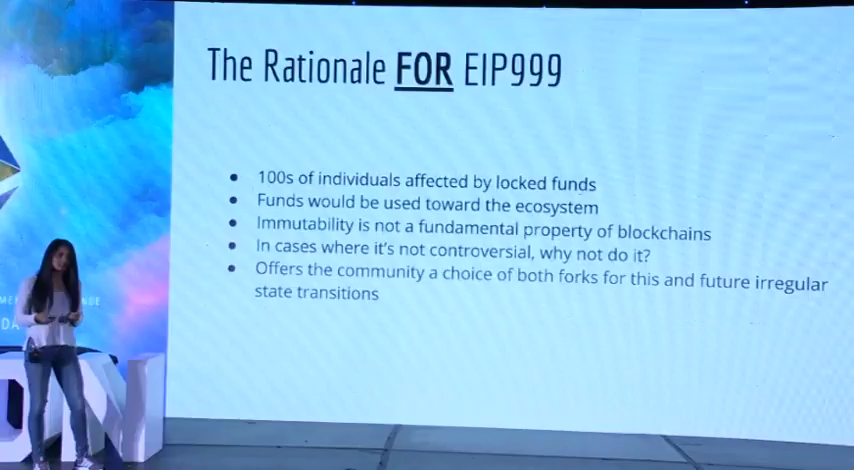 The Rationale FOR EIP999
• 100s of individuals affected by locked funds
• Funds would be used toward the ecosystem
• Immutability is not a fundamental property of blockchains
• In cases where it's not controversial, why not do it?
• Offers the community a choice of both forks for this and future irregular
state transitions